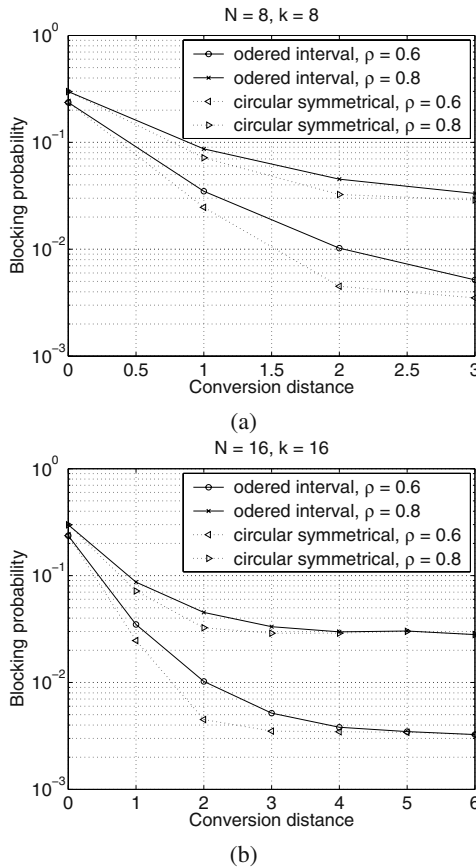 N = 8, k = 8
10^0
10^-1
10^-2
10^-3
Blocking probability
odered interval, ρ = 0.6
odered interval, ρ = 0.8
circular symmetrical, ρ = 0.6
circular symmetrical, ρ = 0.8
0 0.5 1 1.5 2 2.5 3
Conversion distance
(a)
N = 16, k = 16
10^0
10^-1
10^-2
10^-3
Blocking probability
odered interval, ρ = 0.6
odered interval, ρ = 0.8
circular symmetrical, ρ = 0.6
circular symmetrical, ρ = 0.8
0 1 2 3 4 5 6
Conversion distance
(b)